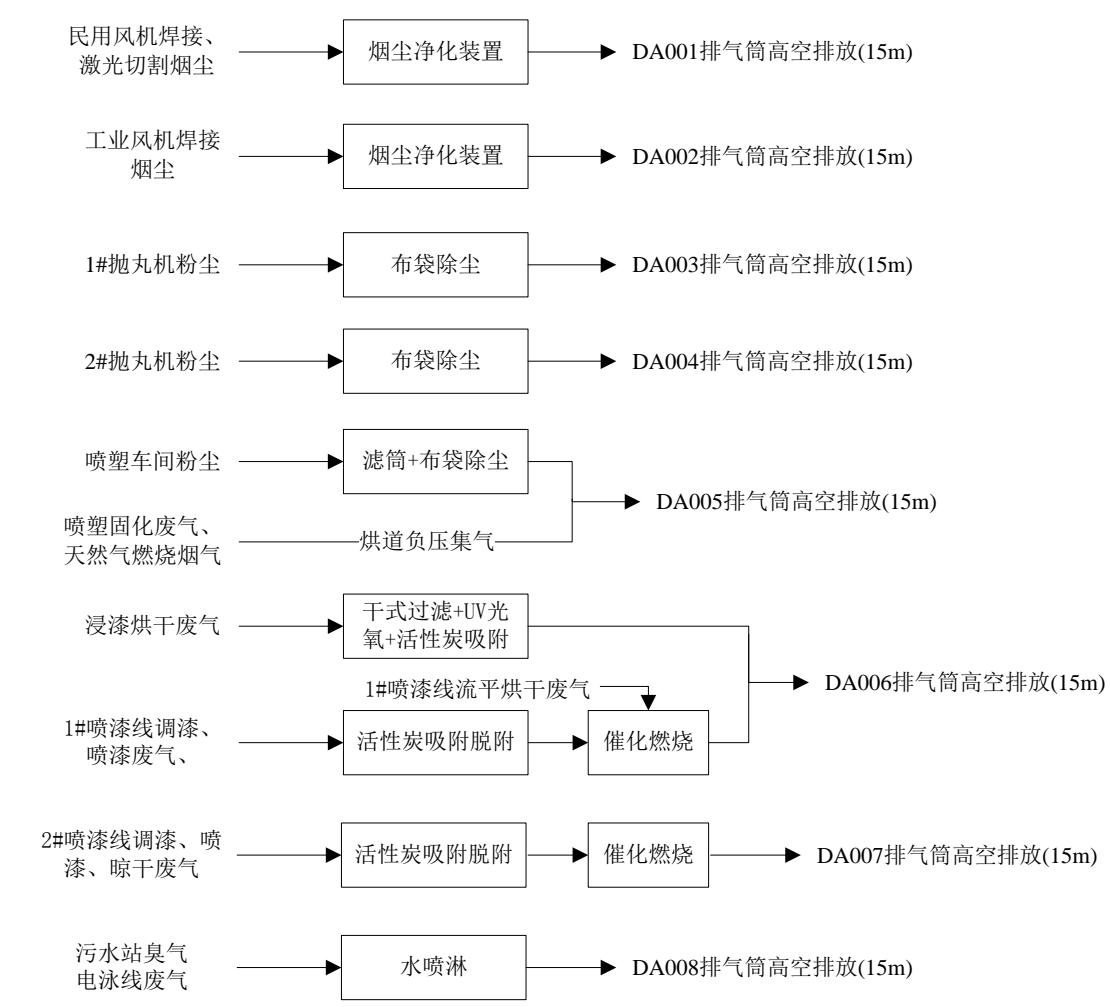 民用风机焊接、
激光切割烟尘
烟尘净化装置
DA001排气筒高空排放(15m)
工业风机焊接
烟尘
烟尘净化装置
DA002排气筒高空排放(15m)
1#抛丸机粉尘
布袋除尘
DA003排气筒高空排放(15m)
2#抛丸机粉尘
布袋除尘
DA004排气筒高空排放(15m)
喷塑车间粉尘
滤筒+布袋除尘
DA005排气筒高空排放(15m)
喷塑固化废气、
天然气燃烧烟气
烘道负压集气
浸漆烘干废气
干式过滤+UV光
氧+活性炭吸附
1#喷漆线流平烘干废气
DA006排气筒高空排放(15m)
1#喷漆线调漆、
喷漆废气、
活性炭吸附脱附
催化燃烧
2#喷漆线调漆、喷
漆、晾干废气
活性炭吸附脱附
催化燃烧
DA007排气筒高空排放(15m)
污水站臭气
电泳线废气
水喷淋
DA008排气筒高空排放(15m)